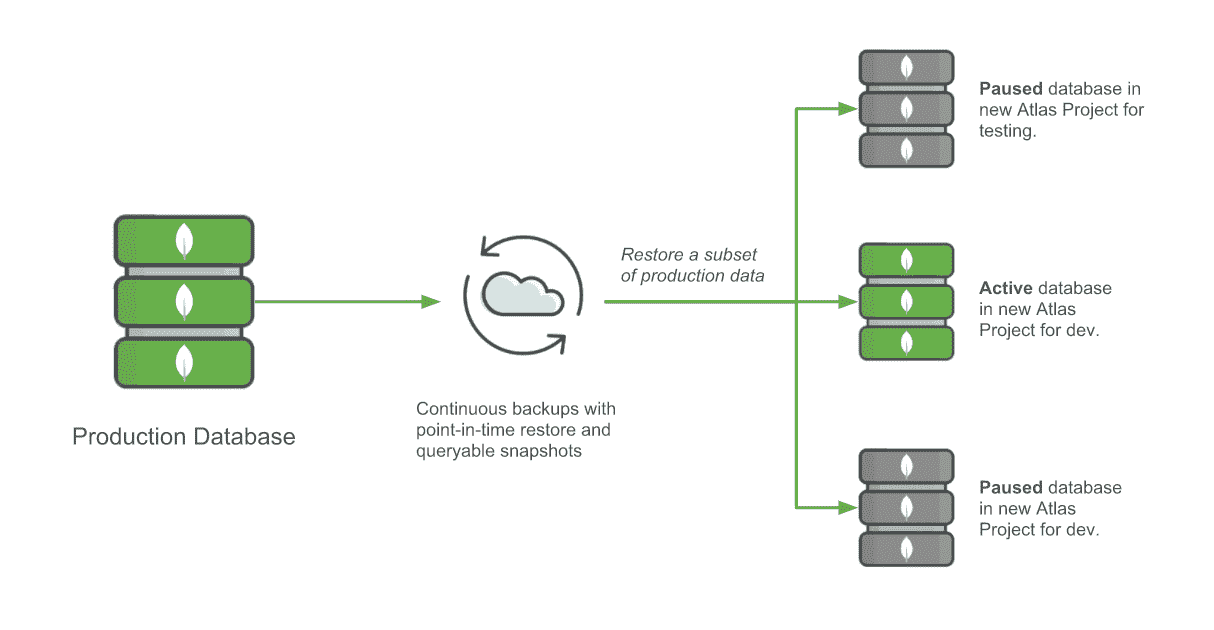 Production Database
Continuous backups with
point-in-time restore and
queryable snapshots
Restore a subset
of production data
Paused database in
new Atlas Project for
testing.
Active database
in new Atlas
Project for dev.
Paused database
in new Atlas
Project for dev.